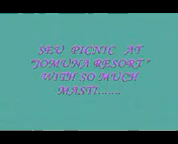 SEU PICNIC AT
"JOMUNA RESORT"
WITH SO MUCH
MASTI.......